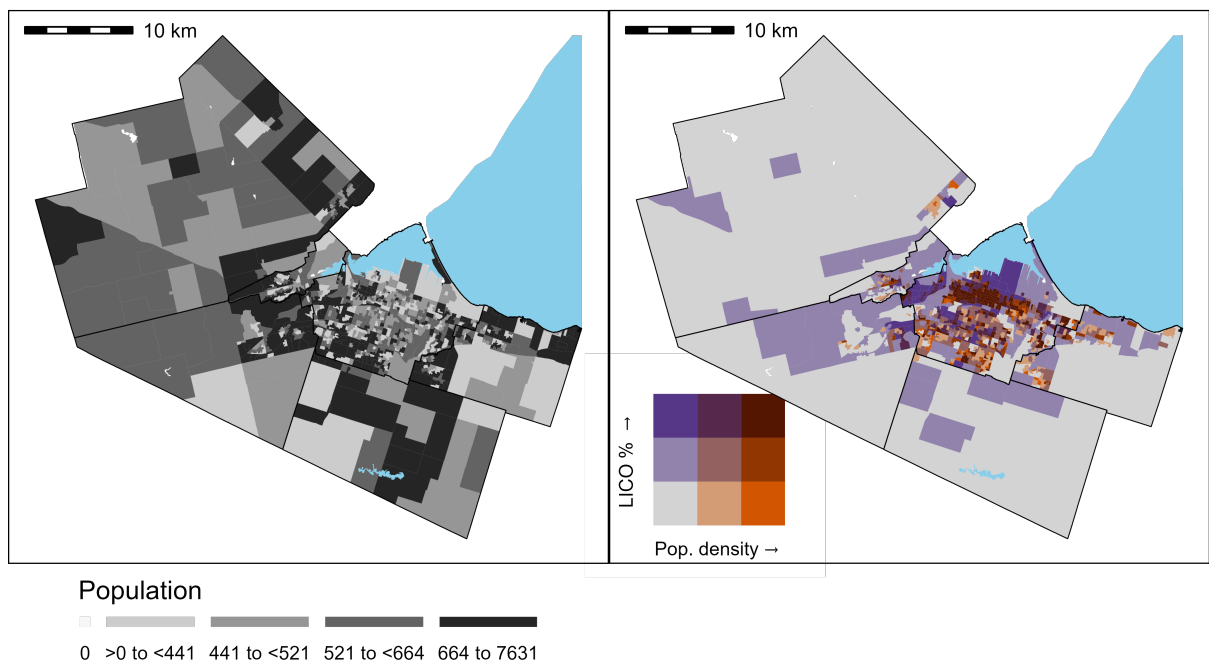 10 km
10 km
LICO % →
Pop. density →
Population
0 >0 to <441 441 to <521 521 to <664 664 to 7631